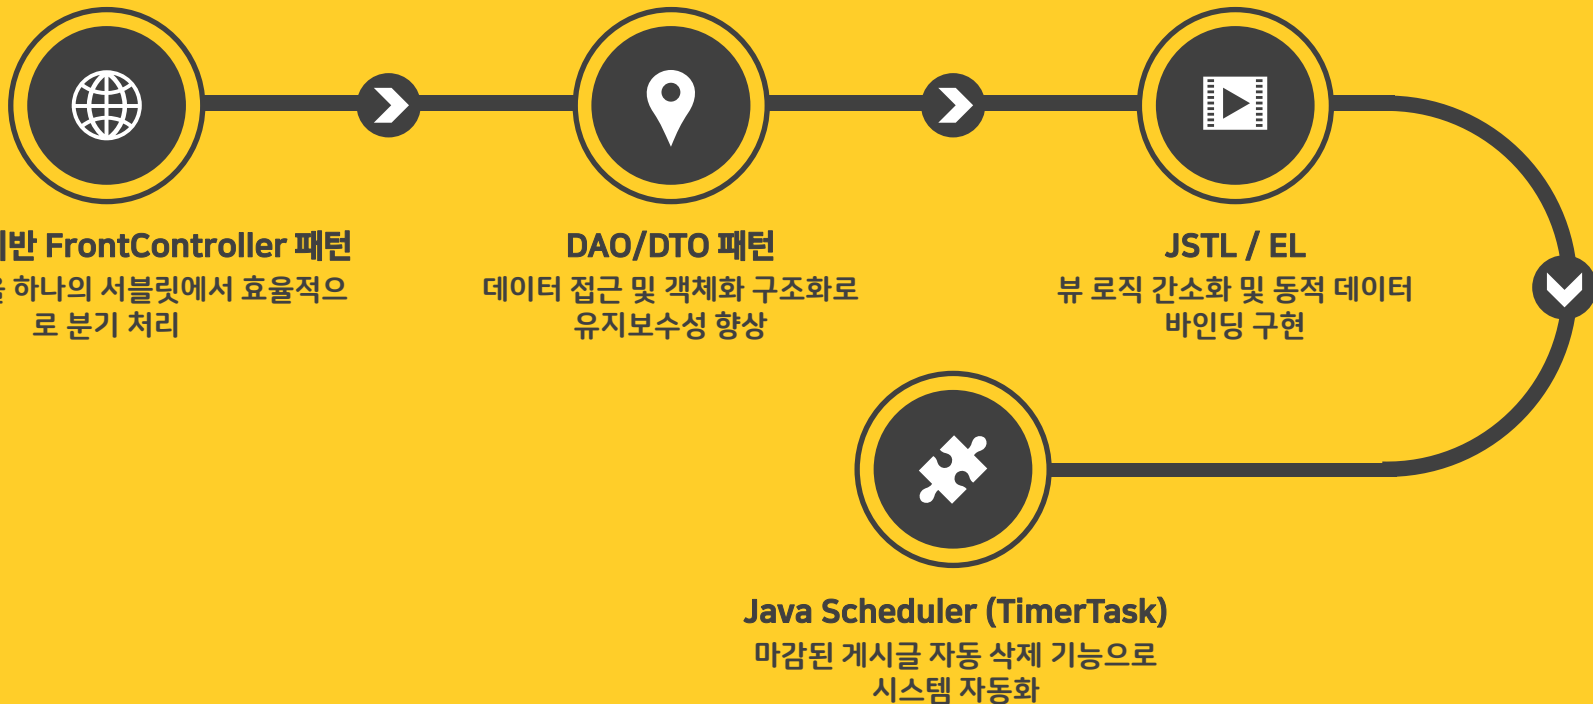 기반 FrontController 패턴
하나의 서블릿에서 효율적으
로 분기 처리
DAO/DTO 패턴
데이터 접근 및 객체화 구조화로
유지보수성 향상
JSTL / EL
뷰 로직 간소화 및 동적 데이터
바인딩 구현
Java Scheduler (TimerTask)
마감된 게시글 자동 삭제 기능으로
시스템 자동화